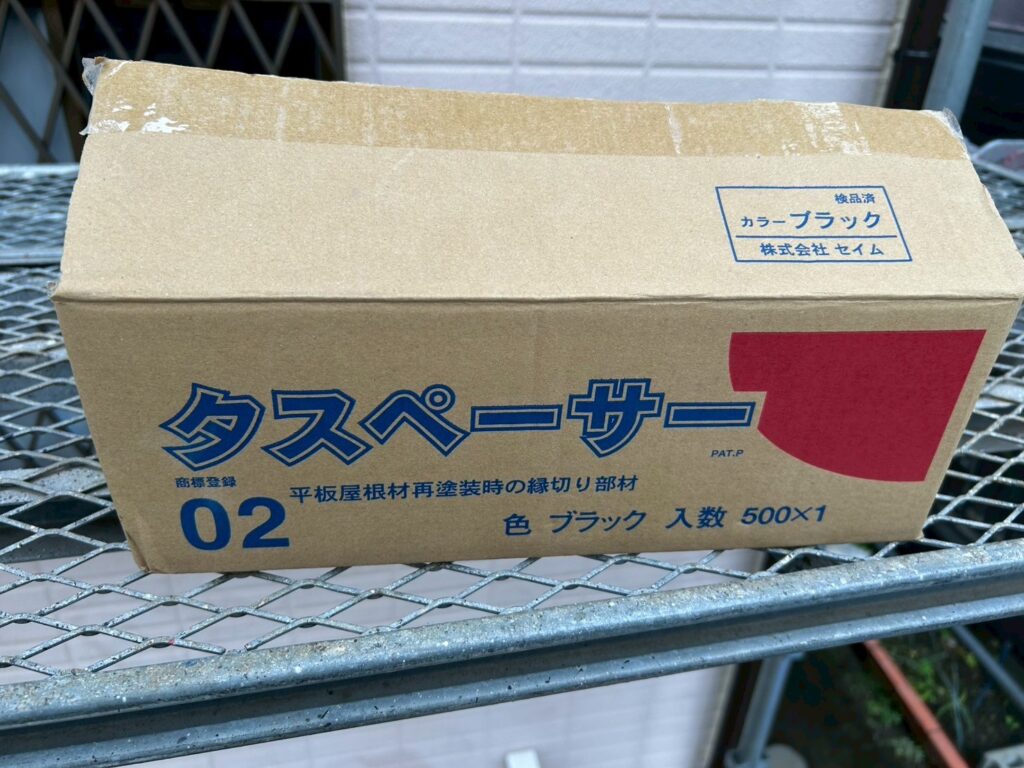 検品済
カラー ブラック
株式会社 セイム
タスペーサー
PAT.P
商標登録
02 平板屋根材再塗装時の縁切り部材
色 ブラック 入数 500×1